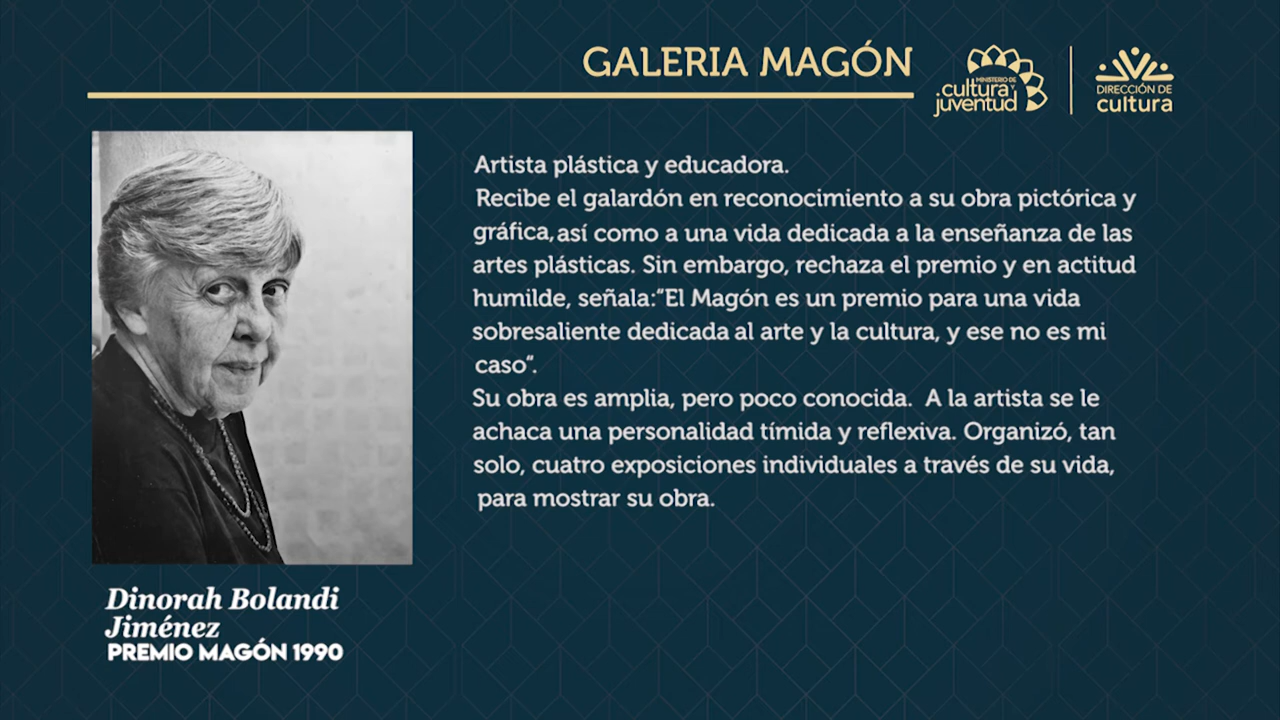 GALERIA MAGÓN
MINISTERIO DE
cultura y
juventud
DIRECCIÓN DE
cultura
Artista plástica y educadora.
Recibe el galardón en reconocimiento a su obra pictórica y
gráfica, así como a una vida dedicada a la enseñanza de las
artes plásticas. Sin embargo, rechaza el premio y en actitud
humilde, señala:"El Magón es un premio para una vida
sobresaliente dedicada al arte y la cultura, y ese no es mi
caso".
Su obra es amplia, pero poco conocida. A la artista se le
achaca una personalidad tímida y reflexiva. Organizó, tan
solo, cuatro exposiciones individuales a través de su vida,
para mostrar su obra.
Dinorah Bolandi
Jiménez
PREMIO MAGÓN 1990